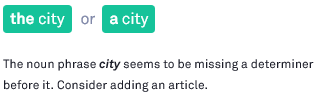 the city or a city
The noun phrase city seems to be missing a determiner
before it. Consider adding an article.